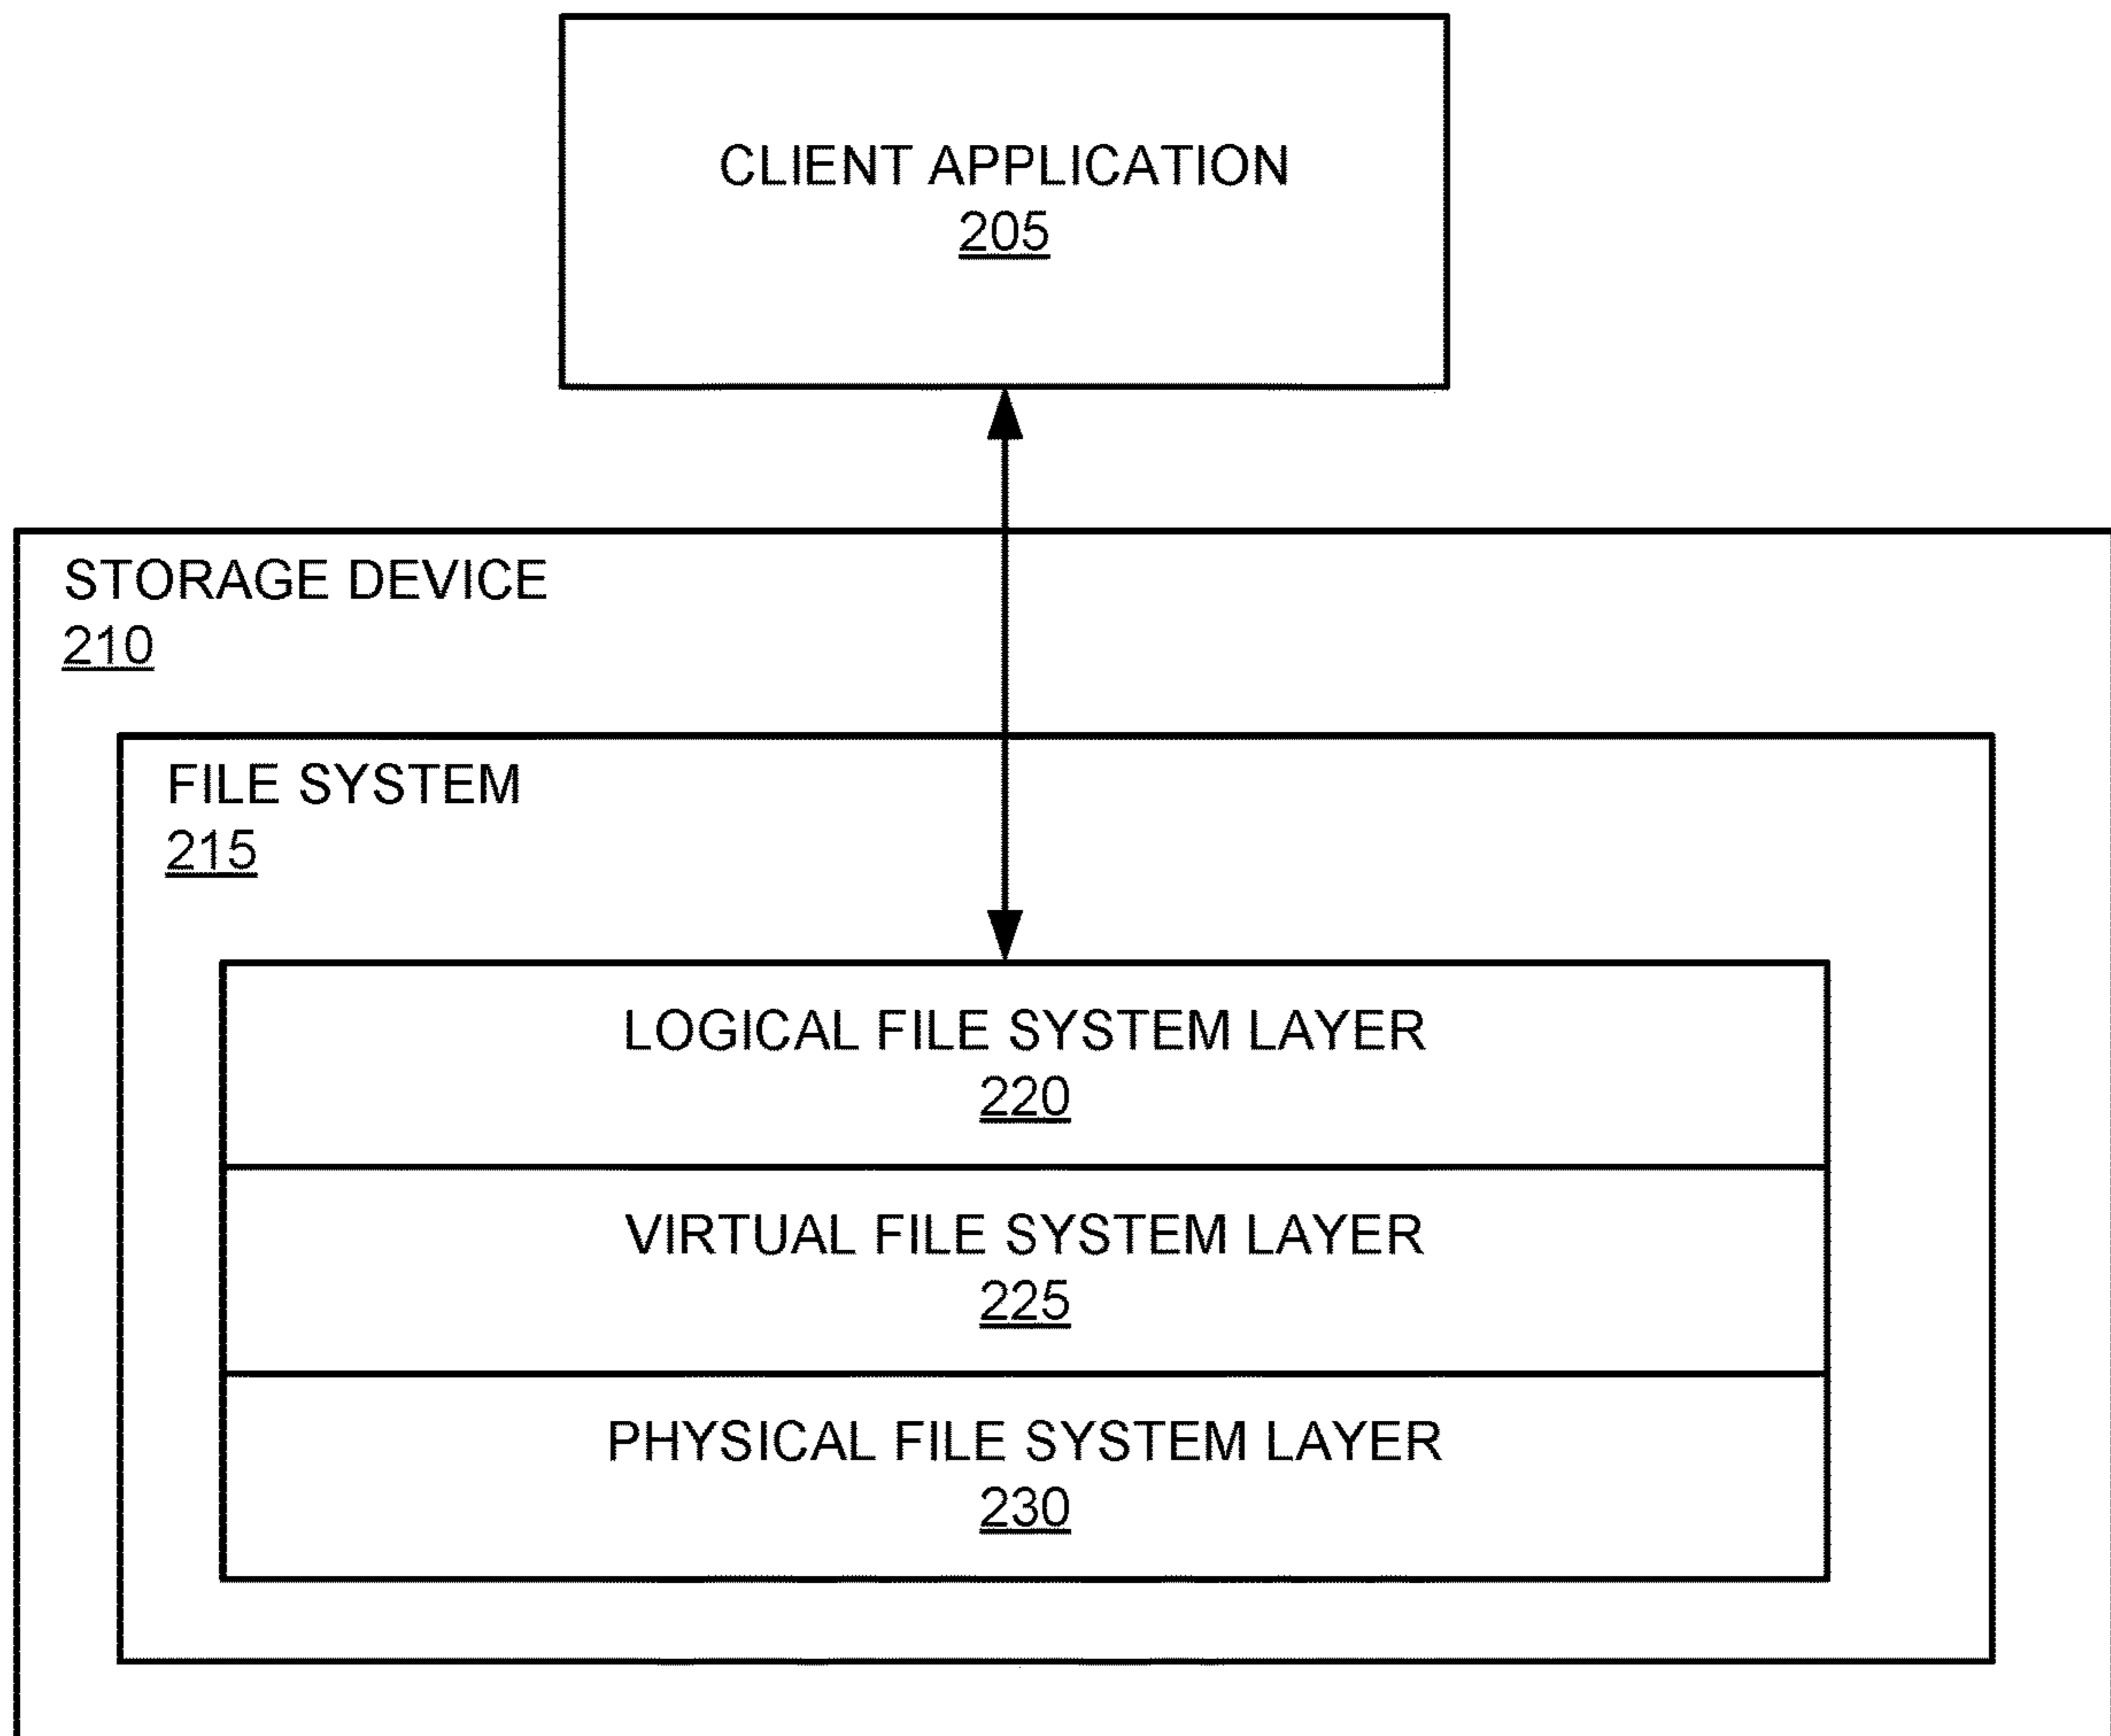 CLIENT APPLICATION
205
STORAGE DEVICE
210
FILE SYSTEM
215
LOGICAL FILE SYSTEM LAYER
220
VIRTUAL FILE SYSTEM LAYER
225
PHYSICAL FILE SYSTEM LAYER
230